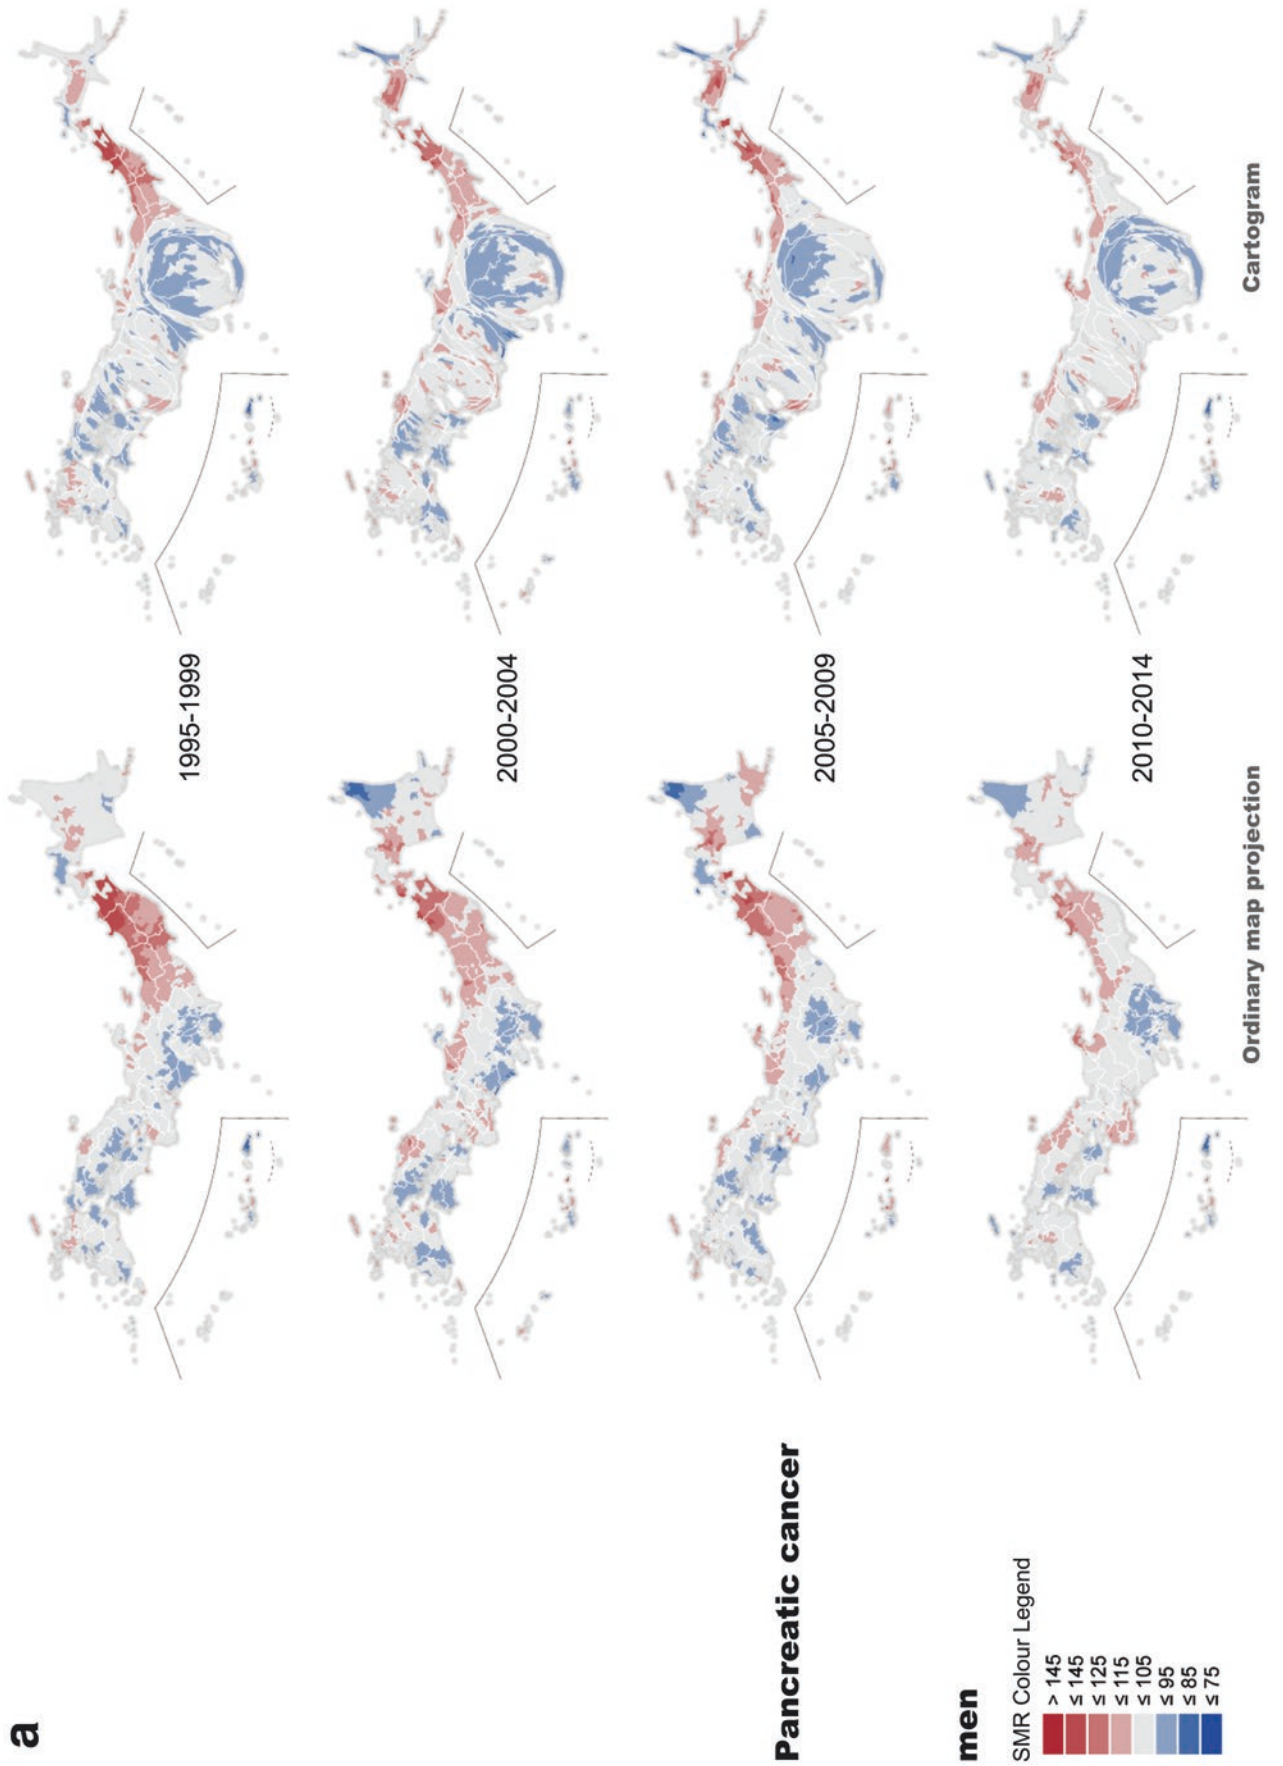 a
1995-1999
2000-2004
2005-2009
2010-2014
Pancreatic cancer
men
SMR Colour Legend
> 145
≤ 145
≤ 125
≤ 115
≤ 105
≤ 95
≤ 85
≤ 75
Ordinary map projection
Cartogram